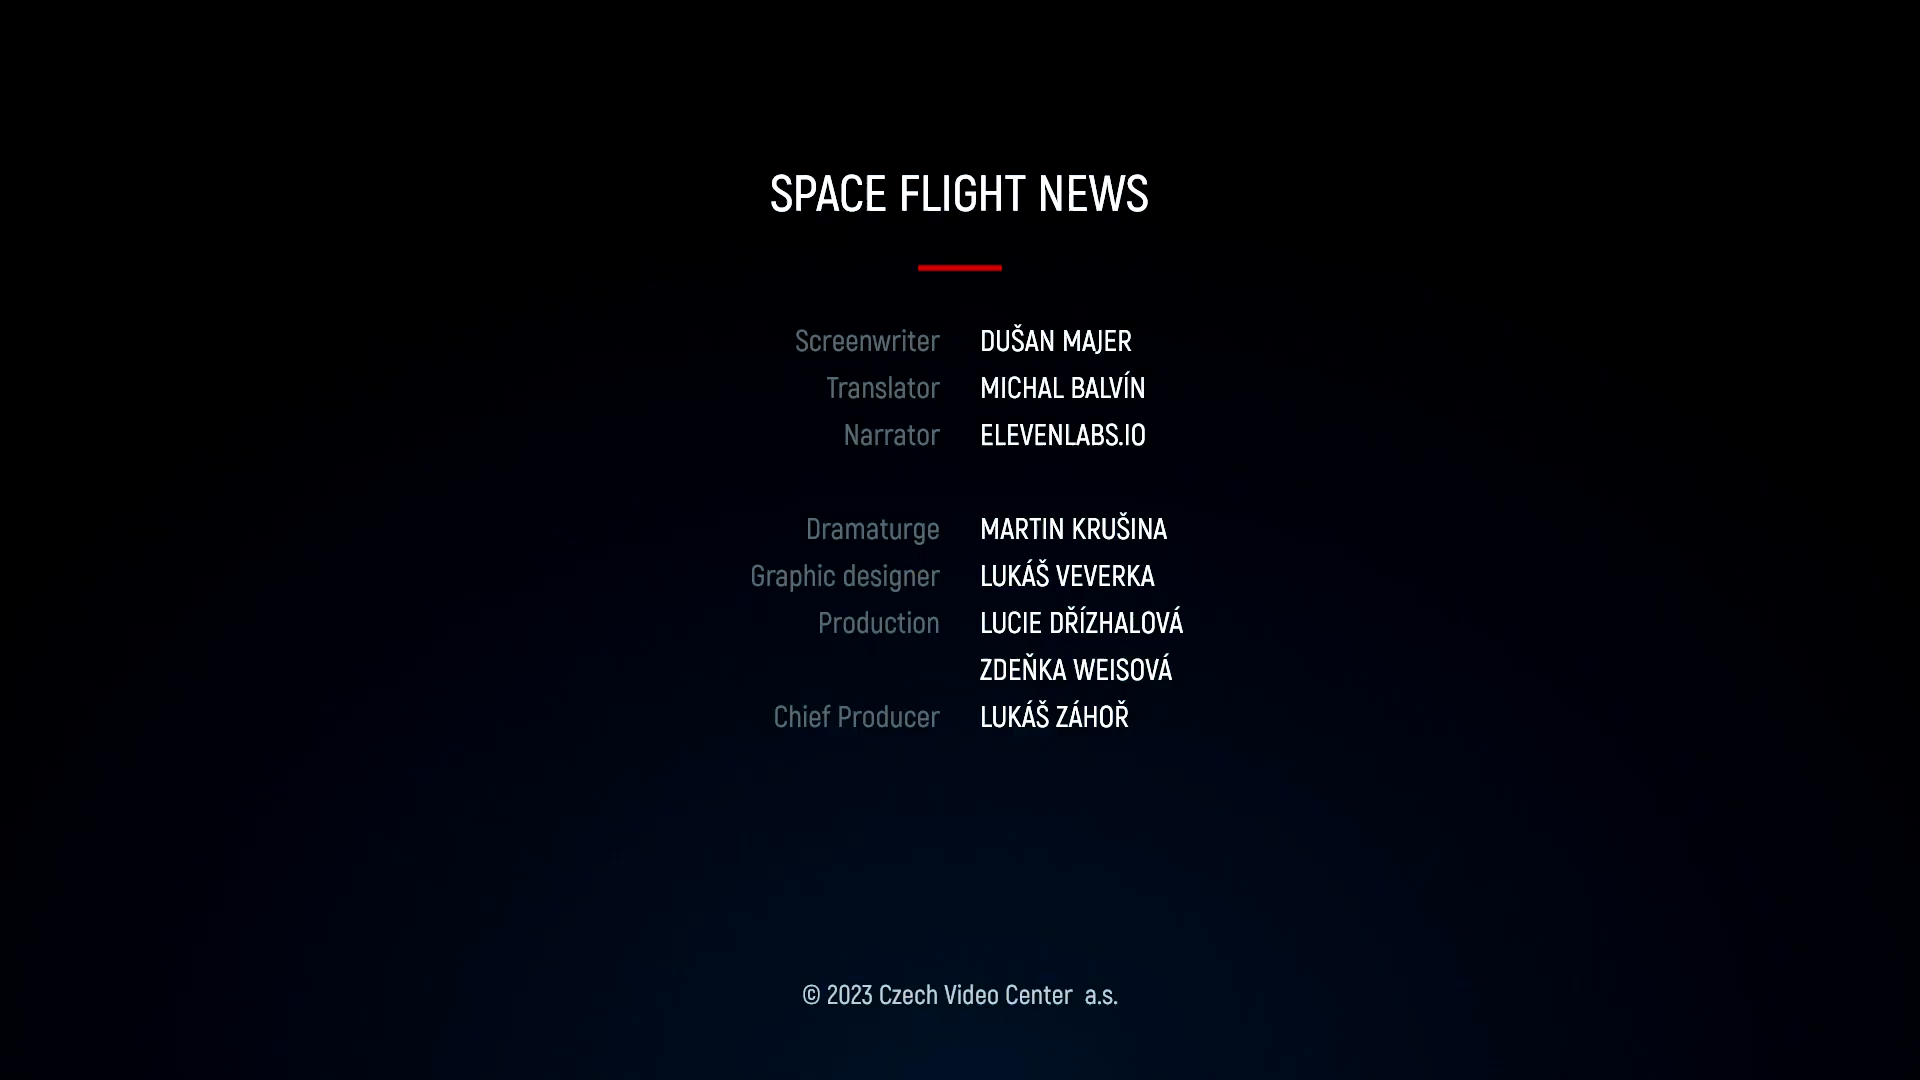 SPACE FLIGHT NEWS
Screenwriter DUŠAN MAJER
Translator MICHAL BALVÍN
Narrator ELEVENLABS.IO
Dramaturge MARTIN KRUŠINA
Graphic designer LUKÁŠ VEVERKA
Production LUCIE DŘÍZHALOVÁ
ZDEŇKA WEISOVÁ
Chief Producer LUKÁŠ ZÁHOŘ
© 2023 Czech Video Center a.s.